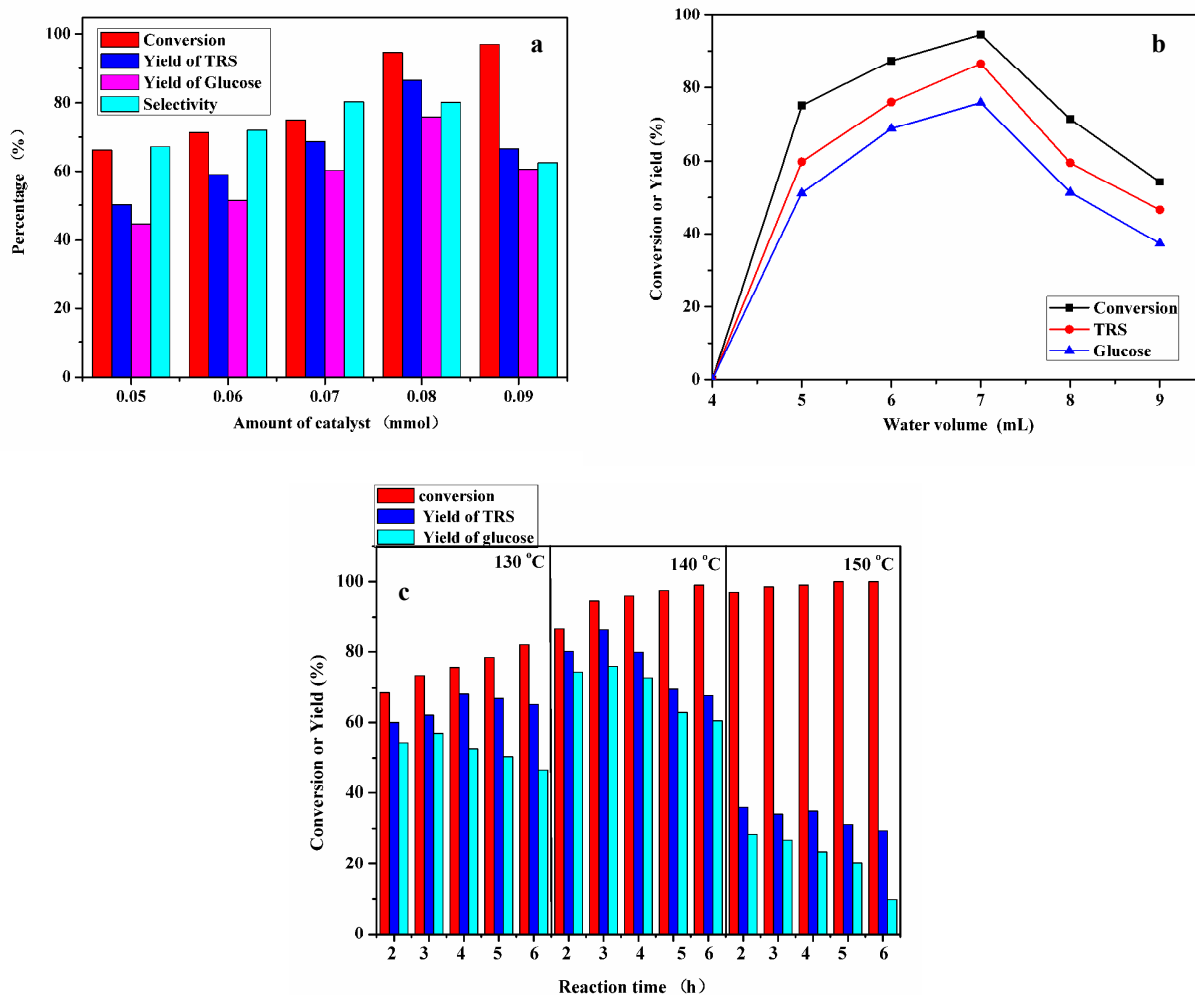 a
Conversion
Yield of TRS
Yield of Glucose
Selectivity
Percentage （%）
100
80
60
40
20
0
0.05 0.06 0.07 0.08 0.09
Amount of catalyst （mmol）
b
Conversion or Yield (%)
100
80
60
40
20
0
Conversion
TRS
Glucose
4 5 6 7 8 9
Water volume (mL)
conversion
Yield of TRS
Yield of glucose
c
130 °C 140 °C 150 °C
Conversion or Yield (%)
100
80
60
40
20
0
2 3 4 5 6 2 3 4 5 6 2 3 4 5 6
Reaction time （h）